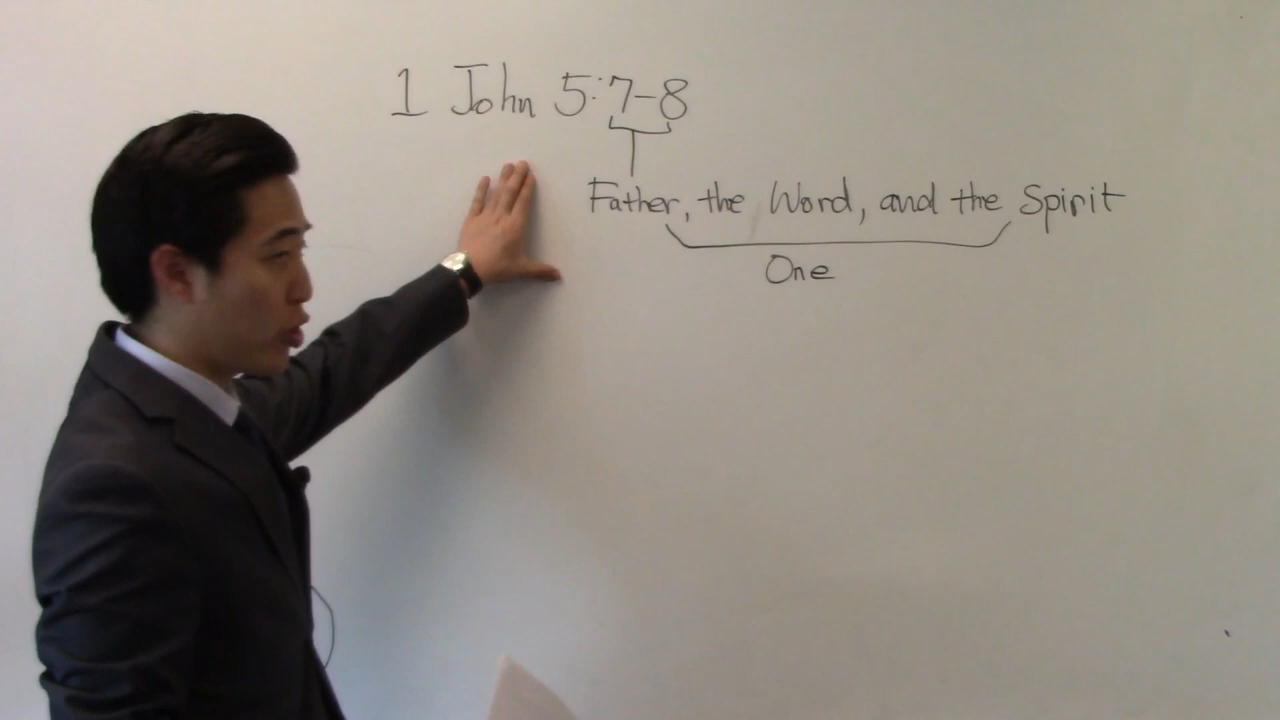 1 John 5:7-8
Father, the Word, and the Spirit
One